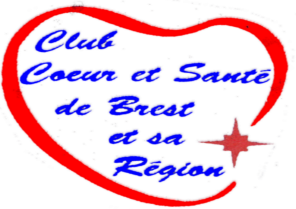 Club
Coeur et Santé
de Brest
et sa
Région